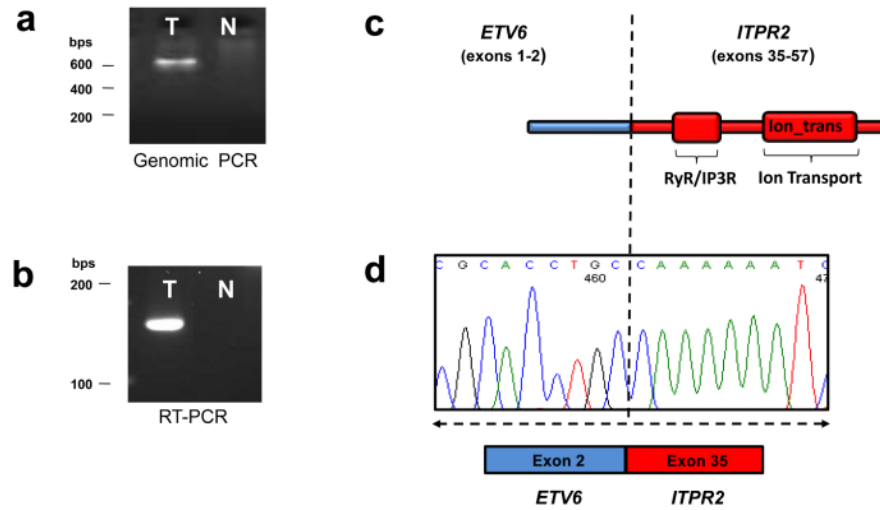 a
bps
T N
600
400
200
Genomic PCR
b
bps
T N
200
100
RT-PCR
c
ETV6
(exons 1-2)
ITPR2
(exons 35-57)
Ion_trans
RyR/IP3R
Ion Transport
d
C G C A C C T G C C A A A A A A T C
460
47
Exon 2
Exon 35
ETV6
ITPR2